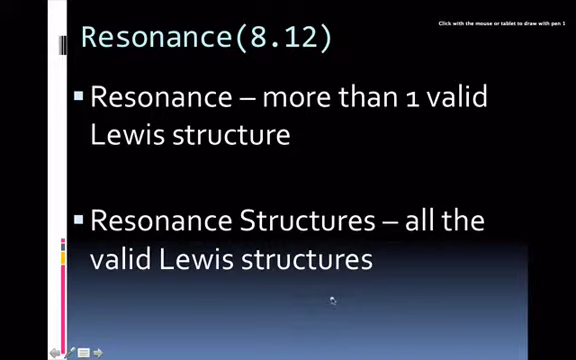 Click with the mouse or tablet to draw with pen 1
Resonance(8.12)
Resonance – more than 1 valid
Lewis structure
Resonance Structures – all the
valid Lewis structures